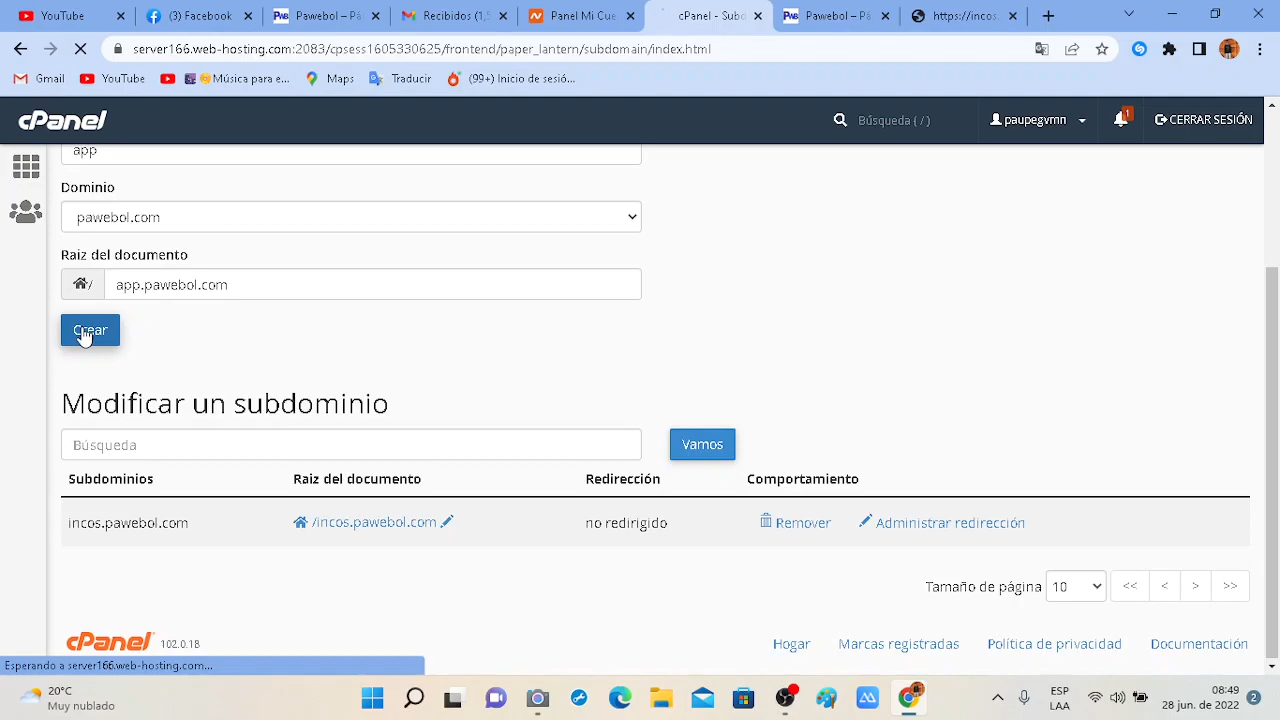 YouTube
(3) Facebook
Pawebol – Pá
Recibidos (1.5
Panel Mi Cue
cPanel - Subd
Pawebol – Pá
https://incos.
server166.web-hosting.com:2083/cpsess1605330625/frontend/paper_lantern/subdomain/index.html
Gmail
YouTube
Música para e...
Maps
Traducir
(99+) Inicio de sesió...
cPanel
Búsqueda ( / )
paupegvmn
1
CERRAR SESIÓN
app
Dominio
pawebol.com
Raiz del documento
/
app.pawebol.com
Crear
Modificar un subdominio
Búsqueda
Vamos
Subdominios
Raiz del documento
Redirección
Comportamiento
incos.pawebol.com
/incos.pawebol.com
no redirigido
Remover
Administrar redirección
Tamaño de página
10
<<
<
>
>>
cPanel
102.0.18
Hogar
Marcas registradas
Política de privacidad
Documentación
Esperando a server166.web-hosting.com...
20°C
Muy nublado
ESP
LAA
08:49
28 jun. de 2022
2